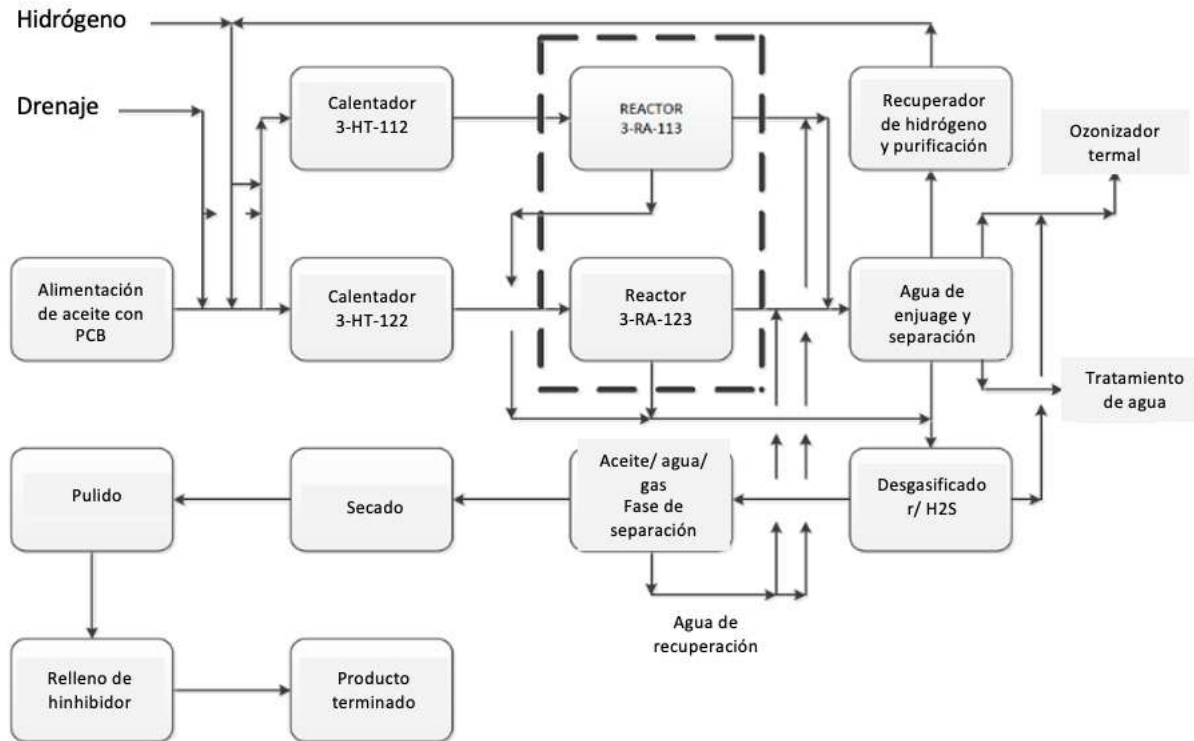 Hidrógeno
Drenaje
Calentador
3-HT-112
REACTOR
3-RA-113
Recuperador
de hidrógeno
y purificación
Ozonizador
termal
Alimentación
de aceite con
PCB
Calentador
3-HT-122
Reactor
3-RA-123
Agua de
enjuage y
separación
Tratamiento
de agua
Pulido
Secado
Aceite/ agua/
gas
Fase de
separación
Desgasificado
r/ H2S
Agua de
recuperación
Relleno de
hinhibidor
Producto
terminado